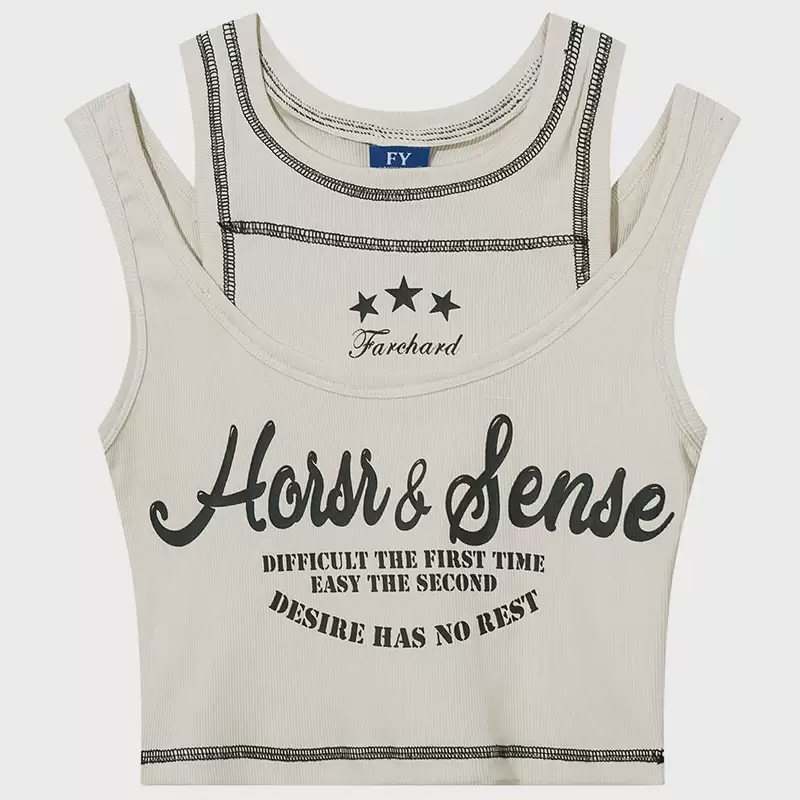 FY
Farchard
Horsr & Sense
DIFFICULT THE FIRST TIME
EASY THE SECOND
DESIRE HAS NO REST